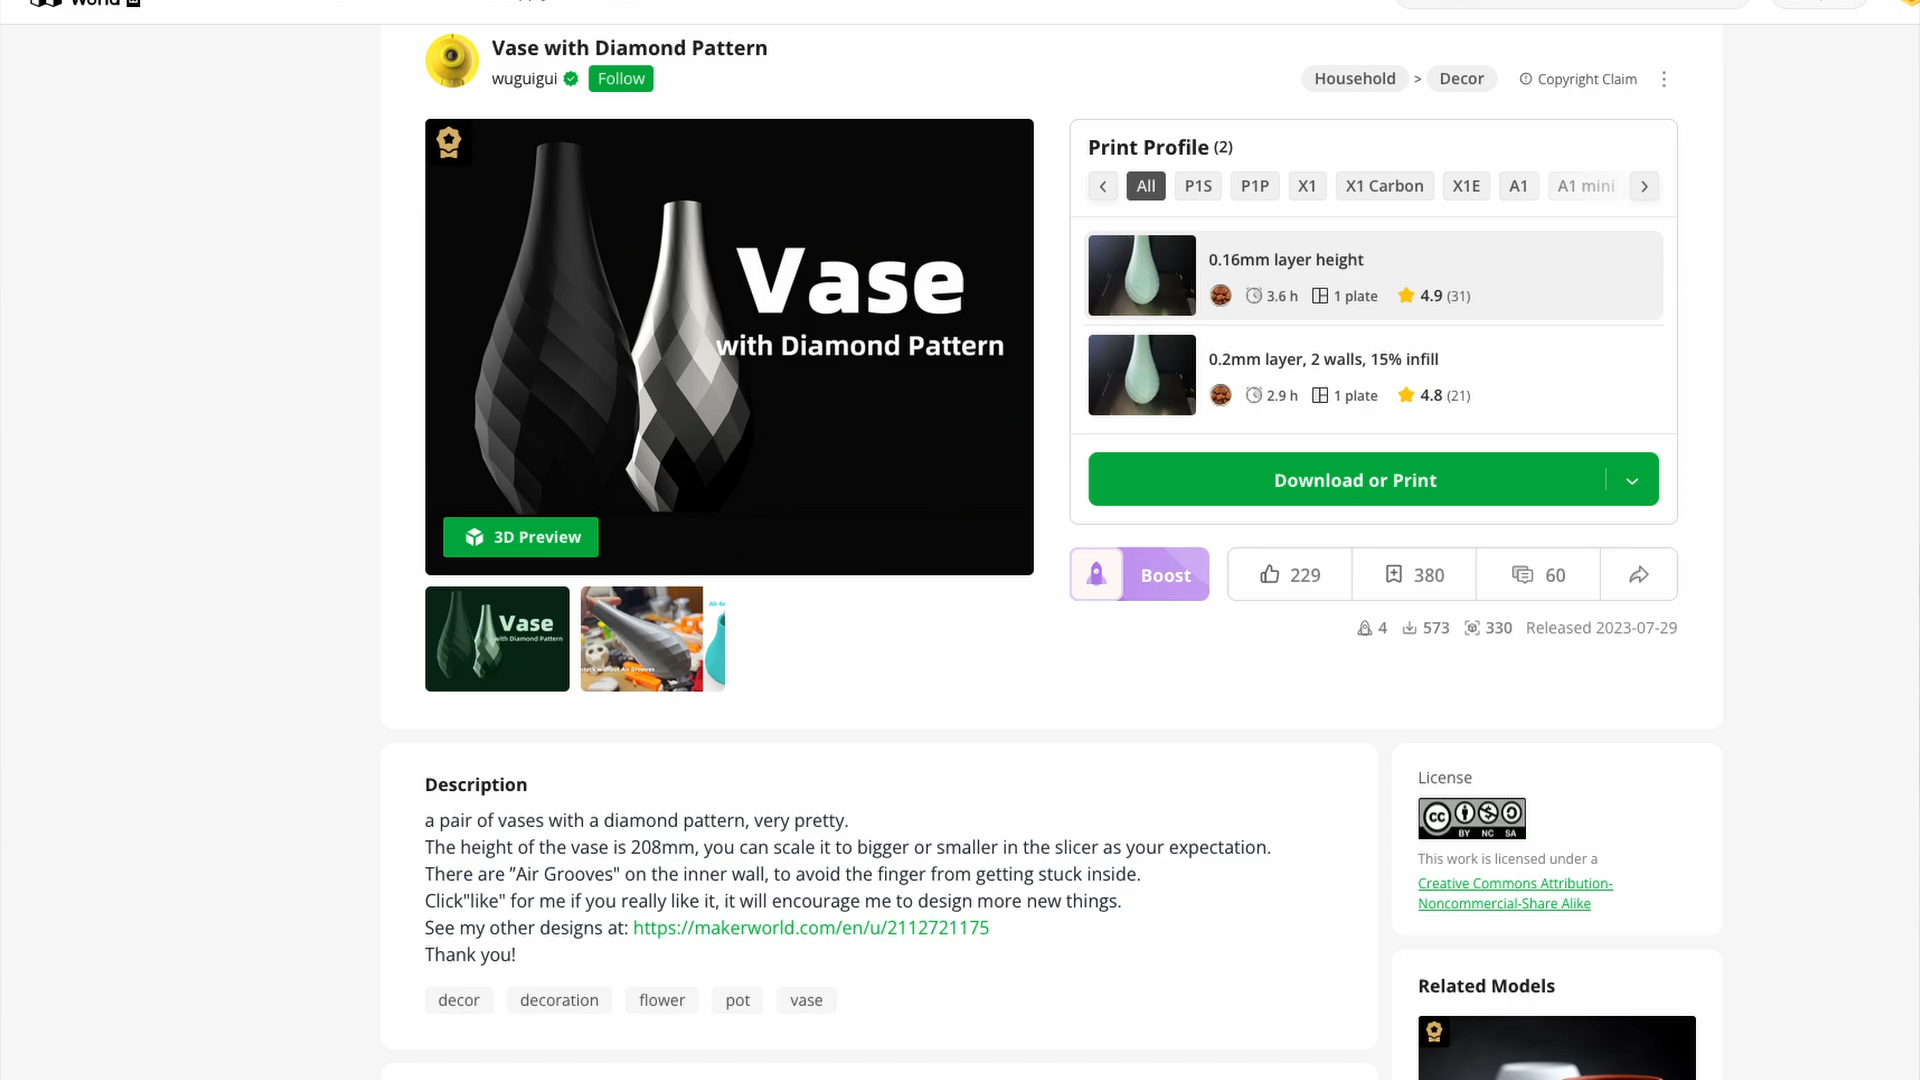 World
Vase with Diamond Pattern
wuguigui Follow
Household > Decor Copyright Claim
Vase
with Diamond Pattern
3D Preview
Vase
with Diamond Pattern
Print Profile (2)
All P1S P1P X1 X1 Carbon X1E A1 A1 mini
0.16mm layer height
3.6 h 1 plate 4.9 (31)
0.2mm layer, 2 walls, 15% infill
2.9 h 1 plate 4.8 (21)
Download or Print
Boost 229 380 60
4 573 330 Released 2023-07-29
Description
a pair of vases with a diamond pattern, very pretty.
The height of the vase is 208mm, you can scale it to bigger or smaller in the slicer as your expectation.
There are ”Air Grooves" on the inner wall, to avoid the finger from getting stuck inside.
Click"like" for me if you really like it, it will encourage me to design more new things.
See my other designs at: https://makerworld.com/en/u/2112721175
Thank you!
decor decoration flower pot vase
License
CC BY NC SA
This work is licensed under a
Creative Commons Attribution-
Noncommercial-Share Alike
Related Models